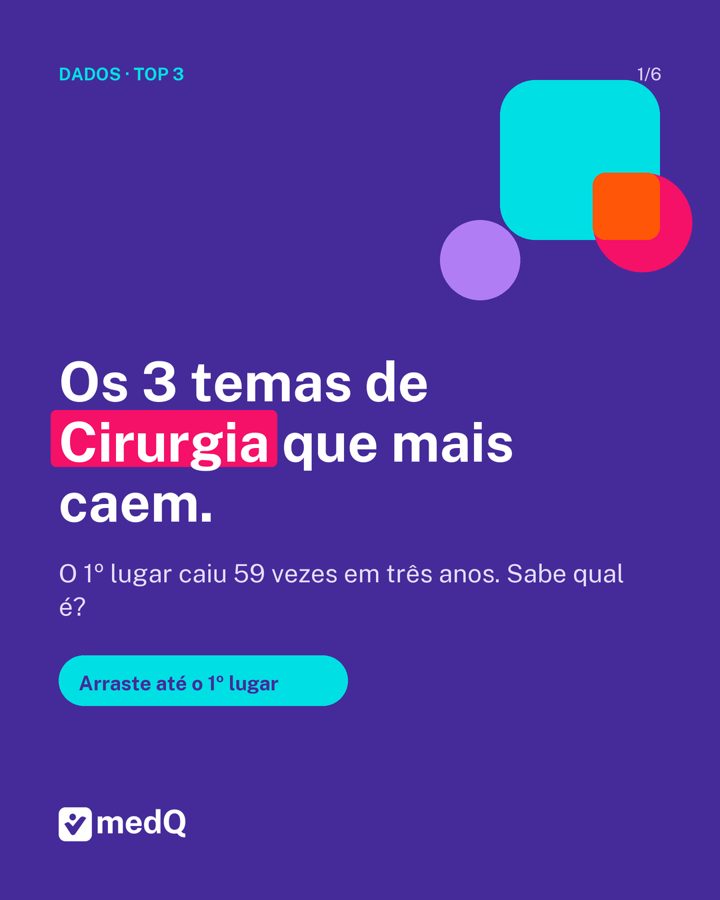 DADOS · TOP 3
1/6
Os 3 temas de
Cirurgia que mais
caem.
O 1º lugar caiu 59 vezes em três anos. Sabe qual
é?
Arraste até o 1º lugar
medQ